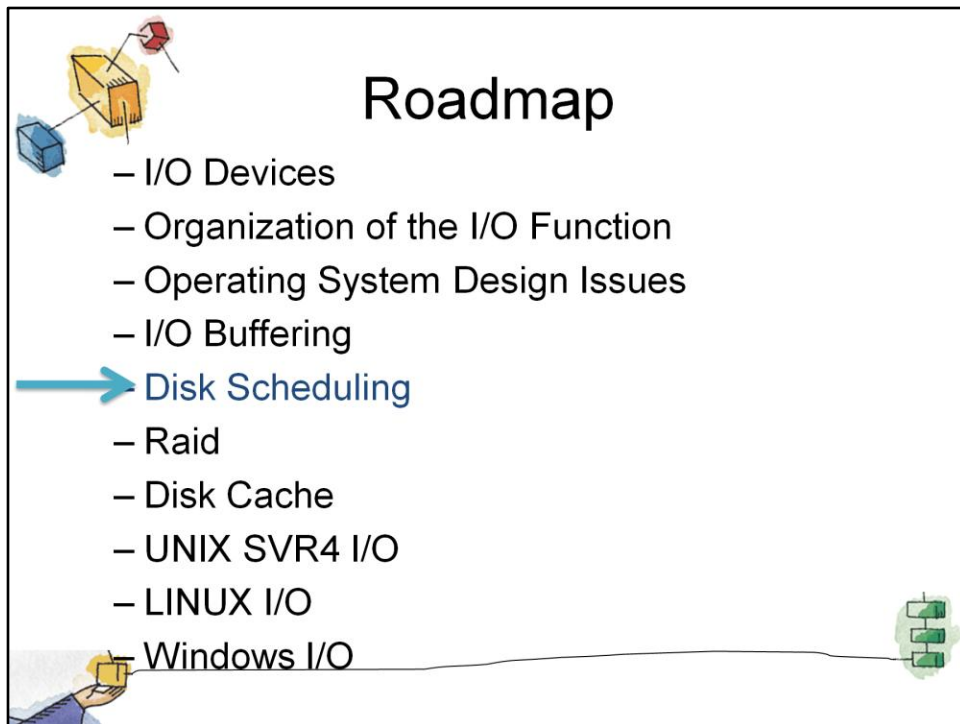 Roadmap
– I/O Devices
– Organization of the I/O Function
– Operating System Design Issues
– I/O Buffering
– Disk Scheduling
– Raid
– Disk Cache
– UNIX SVR4 I/O
– LINUX I/O
– Windows I/O